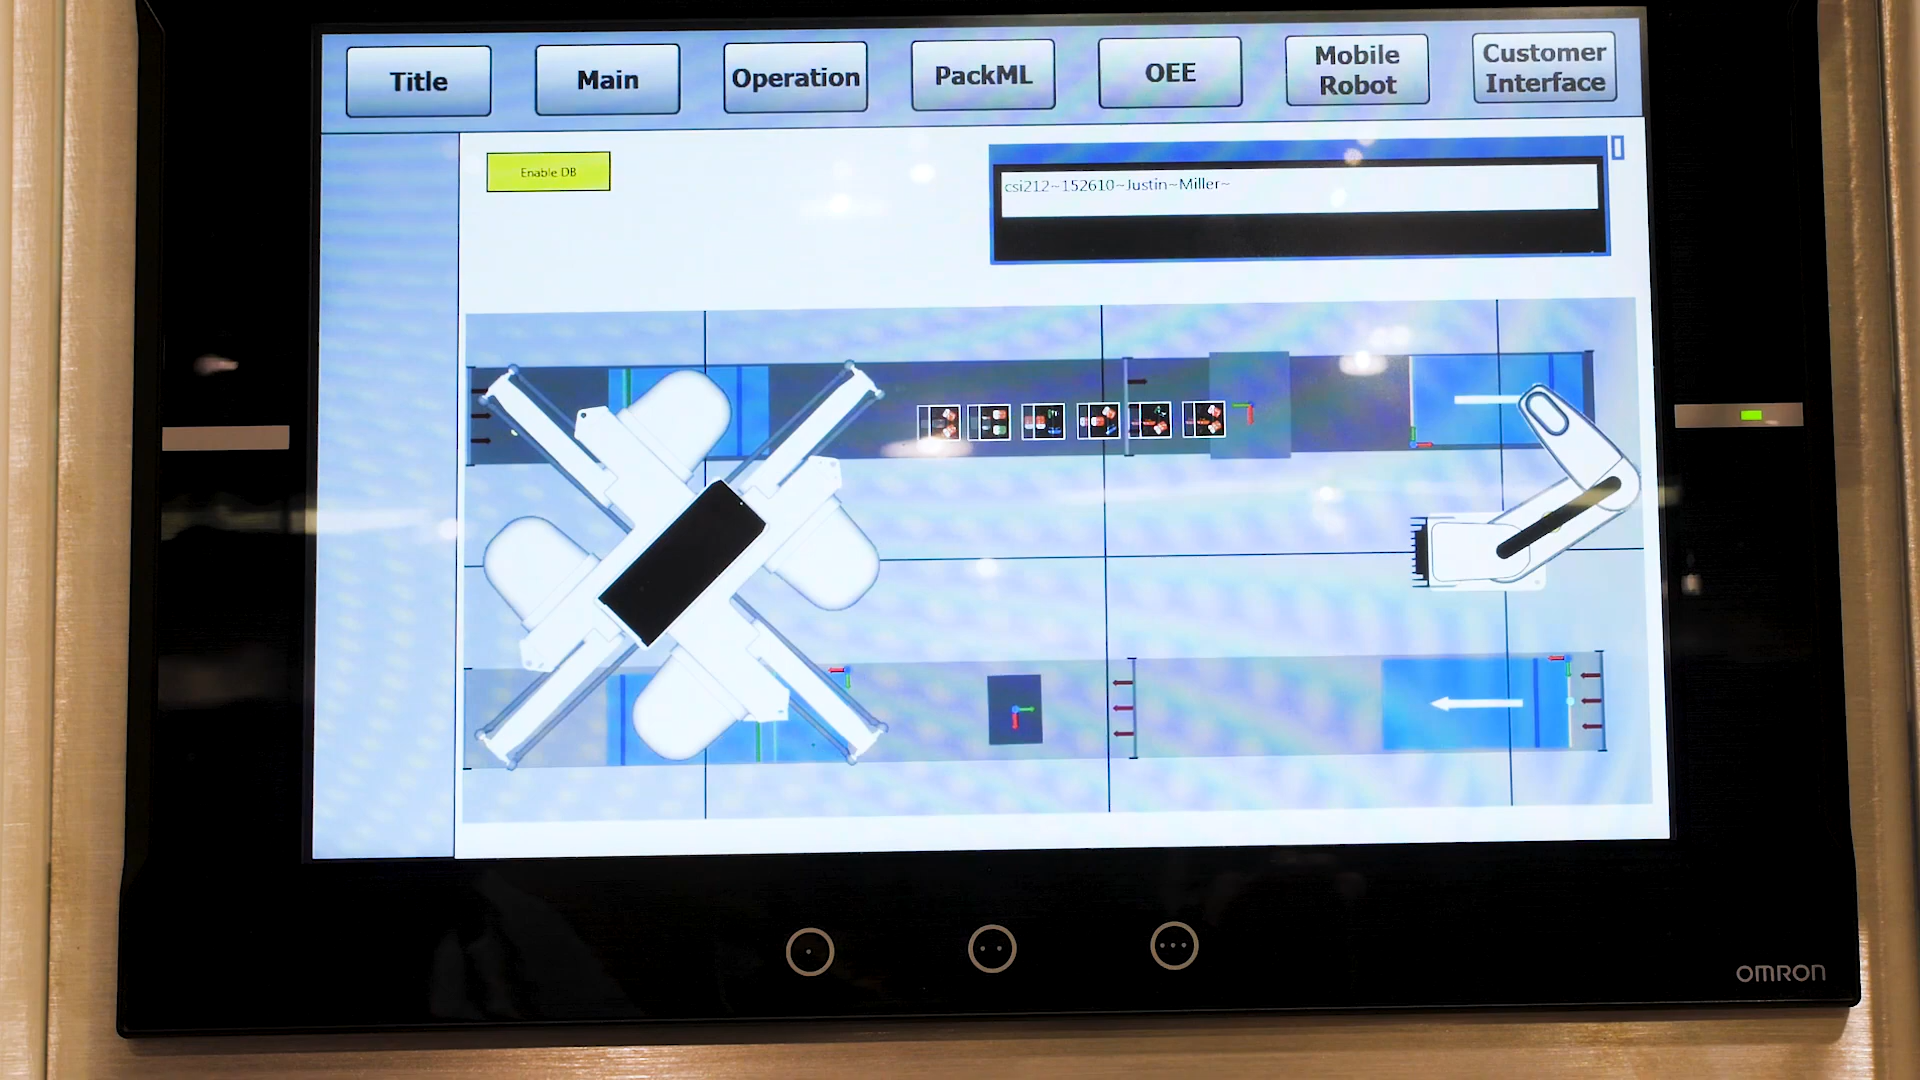 Title
Main
Operation
PackML
OEE
Mobile
Robot
Customer
Interface
Enable DB
csi212~152610~Justin~Miller~
OMRON